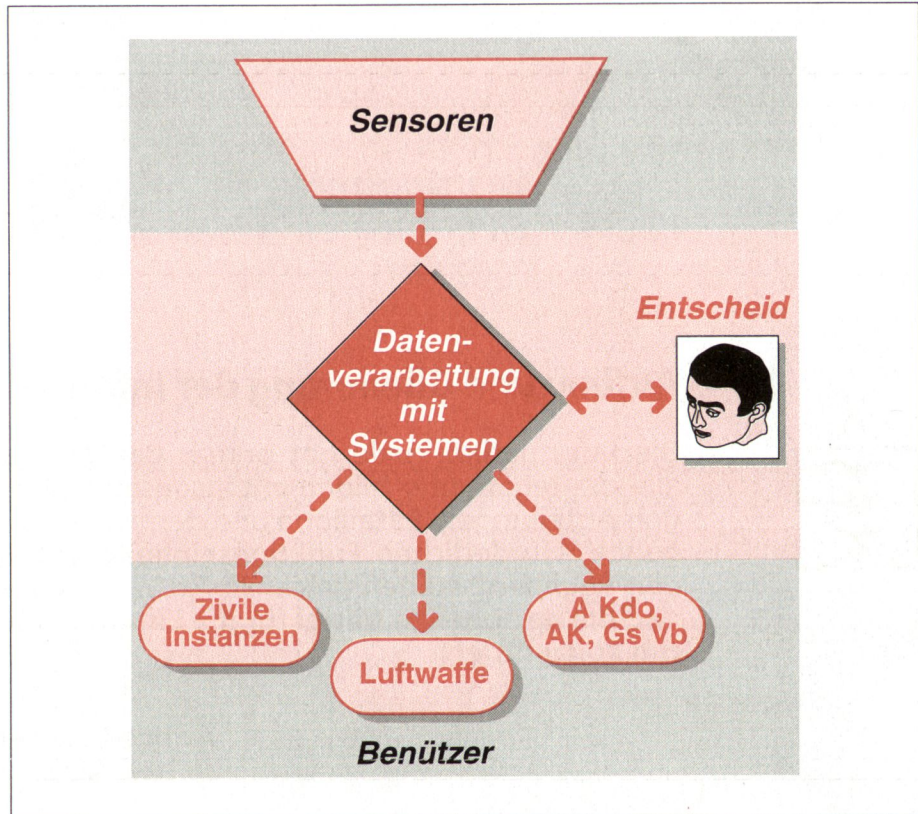 Sensoren
Entscheid
Daten-
verarbeitung
mit
Systemen
Zivile
Instanzen
Luftwaffe
A Kdo,
AK, Gs Vb
Benützer